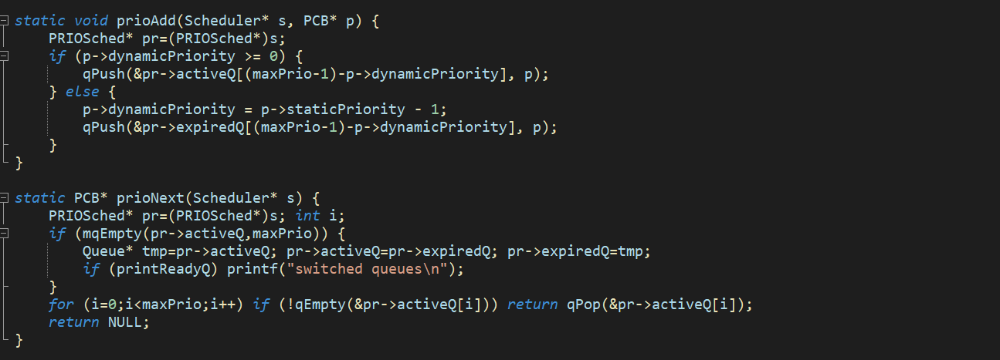 static void prioAdd(Scheduler* s, PCB* p) {
    PRIOSched* pr=(PRIOSched*)s;
    if (p->dynamicPriority >= 0) {
        qPush(&pr->activeQ[(maxPrio-1)-p->dynamicPriority], p);
    } else {
        p->dynamicPriority = p->staticPriority - 1;
        qPush(&pr->expiredQ[(maxPrio-1)-p->dynamicPriority], p);
    }
}

static PCB* prioNext(Scheduler* s) {
    PRIOSched* pr=(PRIOSched*)s; int i;
    if (mqEmpty(pr->activeQ,maxPrio)) {
        Queue* tmp=pr->activeQ; pr->activeQ=pr->expiredQ; pr->expiredQ=tmp;
        if (printReadyQ) printf("switched queues\n");
    }
    for (i=0;i<maxPrio;i++) if (!qEmpty(&pr->activeQ[i])) return qPop(&pr->activeQ[i]);
    return NULL;
}